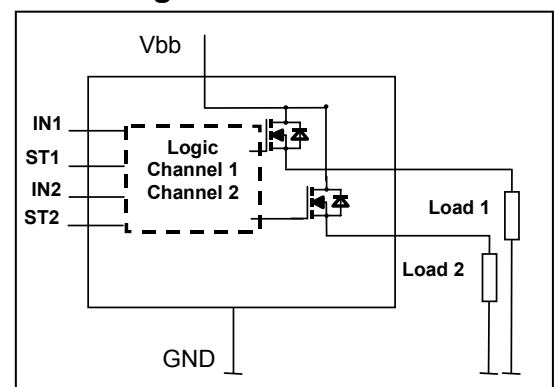 Vbb
IN1
ST1
IN2
ST2
Logic
Channel 1
Channel 2
Load 1
Load 2
GND